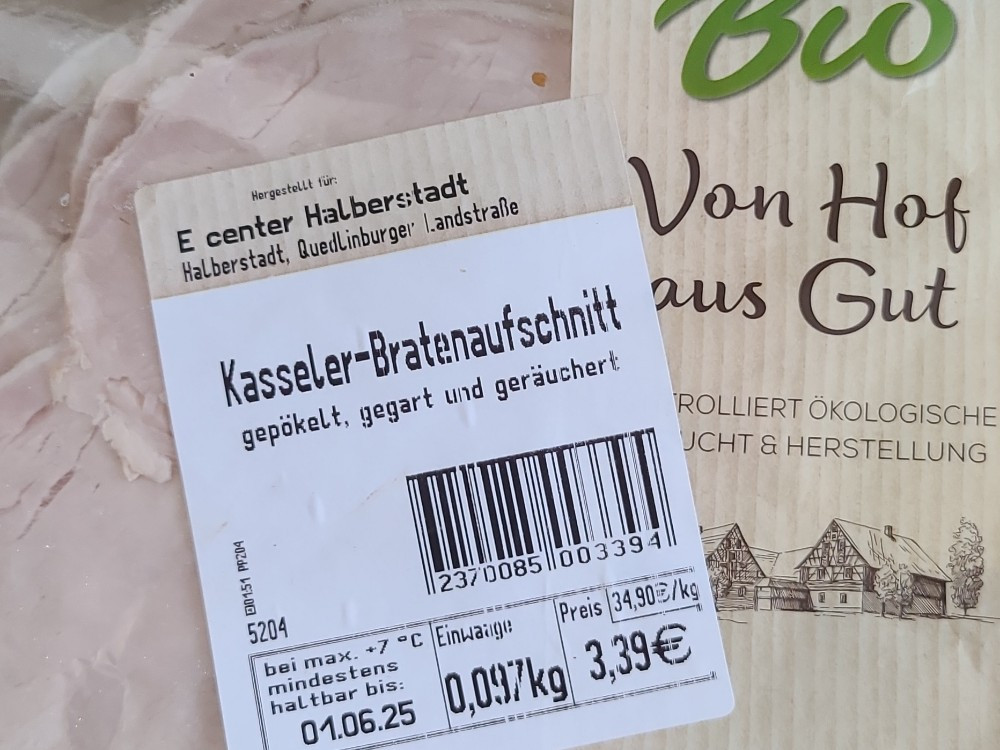 Bio
Von Hof
aus Gut
TROLLIERT ÖKOLOGISCHE
UCHT & HERSTELLUNG
Hergestellt für:
E center Halberstadt
Halberstadt, Quedlinburger Landstraße
Kasseler-Bratenaufschnitt
gepökelt, gegart und geräuchert
2370085 003394
0151 PP204
5204
bei max. +7 °C
mindestens
haltbar bis:
01.06.25
Einwaage
0,097kg
Preis 34,90€/kg
3,39€